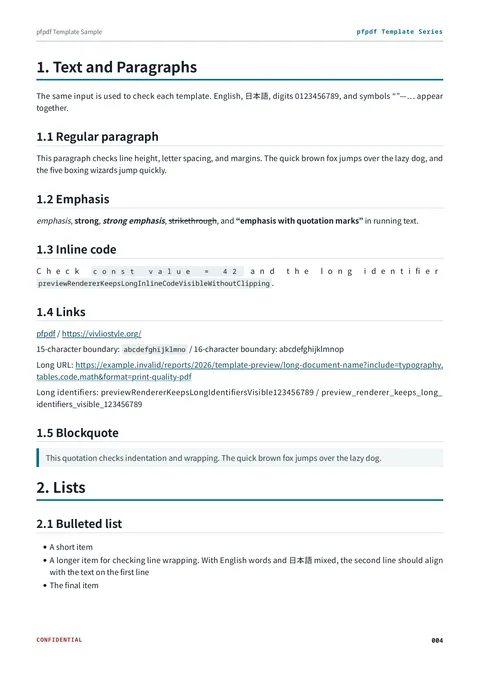 pfpdf Template Sample
pfpdf Template Series
1. Text and Paragraphs
The same input is used to check each template. English, 日本語, digits 0123456789, and symbols “”—… appear
together.
1.1 Regular paragraph
This paragraph checks line height, letter spacing, and margins. The quick brown fox jumps over the lazy dog, and
the five boxing wizards jump quickly.
1.2 Emphasis
emphasis, strong, strong emphasis, strikethrough, and “emphasis with quotation marks” in running text.
1.3 Inline code
Check const value = 42 and the long identifier
previewRendererKeepsLongInlineCodeVisibleWithoutClipping.
1.4 Links
pfpdf / https://vivliostyle.org/
15-character boundary: abcdefghijklmno / 16-character boundary: abcdefghijklmnop
Long URL: https://example.invalid/reports/2026/template-preview/long-document-name?include=typography,
tables,code,math&format=print-quality-pdf
Long identifiers: previewRendererKeepsLongIdentifiersVisible123456789 / preview_renderer_keeps_long_
identifiers_visible_123456789
1.5 Blockquote
This quotation checks indentation and wrapping. The quick brown fox jumps over the lazy dog.
2. Lists
2.1 Bulleted list
• A short item
• A longer item for checking line wrapping. With English words and 日本語 mixed, the second line should align
with the text on the first line
• The final item
CONFIDENTIAL
004